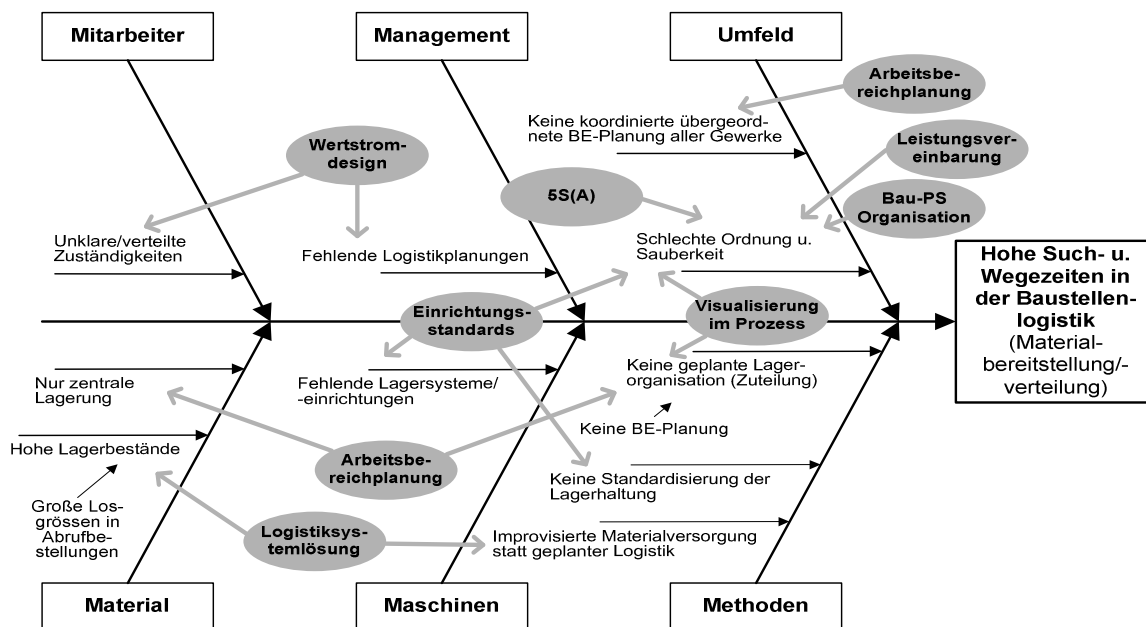 Mitarbeiter
Management
Umfeld
Arbeitsbe-
reichplanung
Keine koordinierte übergeord-
nete BE-Planung aller Gewerke
Wertstrom-
design
Leistungsver-
einbarung
5S(A)
Bau-PS
Organisation
Unklare/verteilte
Zuständigkeiten
Fehlende Logistikplanungen
Schlechte Ordnung u.
Sauberkeit
Hohe Such- u.
Wegezeiten in
der Baustellen-
logistik
(Material-
bereitstellung/-
verteilung)
Einrichtungs-
standards
Visualisierung
im Prozess
Nur zentrale
Lagerung
Fehlende Lagersysteme/
-einrichtungen
Keine geplante Lager-
organisation (Zuteilung)
Keine BE-Planung
Hohe Lagerbestände
Arbeitsbe-
reichplanung
Keine Standardisierung der
Lagerhaltung
Große Los-
grössen in
Abrufbe-
stellungen
Logistiksys-
temlösung
Improvisierte Materialversorgung
statt geplanter Logistik
Material
Maschinen
Methoden